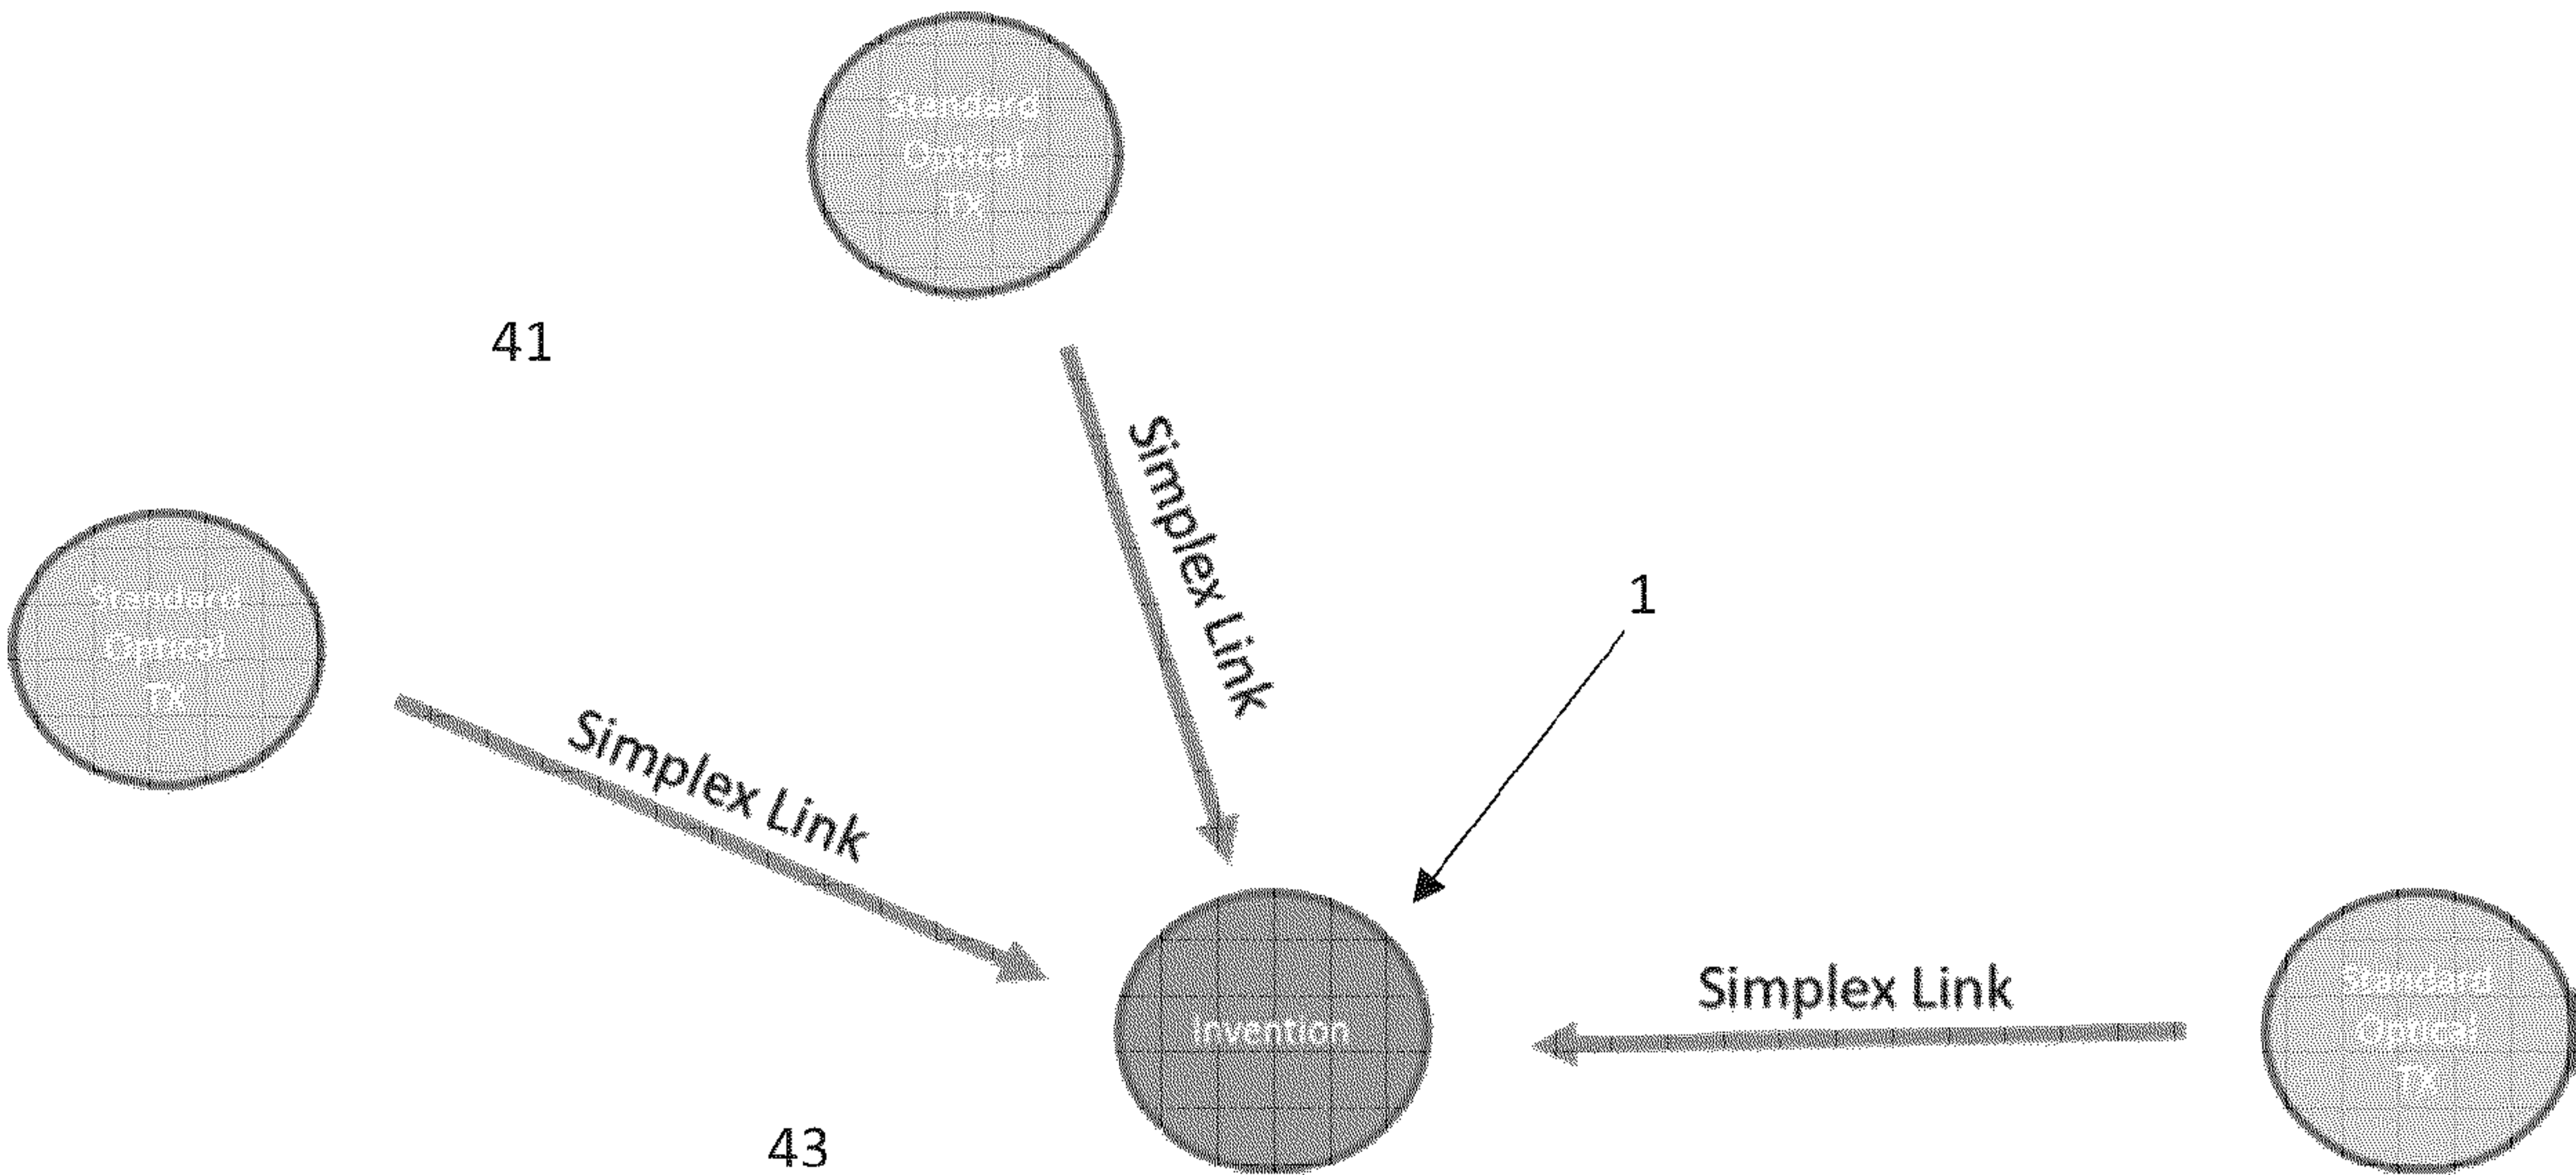 Standard
Optical
TX
41
Simplex Link
Standard
Optical
TX
1
Simplex Link
Simplex Link
Standard
Optical
TX
Invention
43